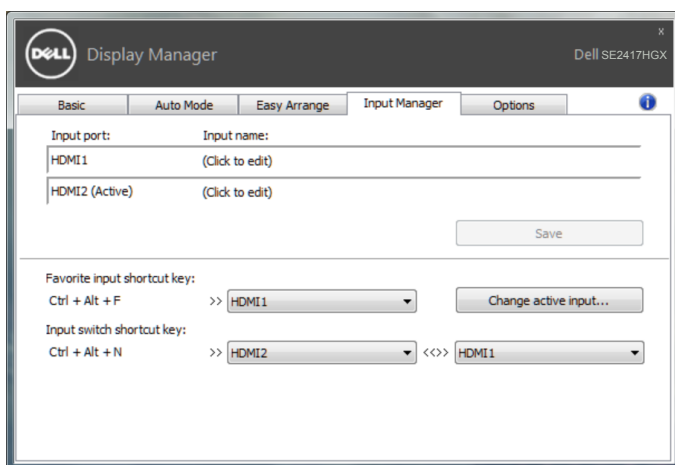 x
DELL Display Manager Dell SE2417HGX
Basic Auto Mode Easy Arrange Input Manager Options i
Input port: Input name:
HDMI1 (Click to edit)
HDMI2 (Active) (Click to edit)
Save
Favorite input shortcut key:
Ctrl + Alt + F >> HDMI1 Change active input...
Input switch shortcut key:
Ctrl + Alt + N >> HDMI2 <<>> HDMI1